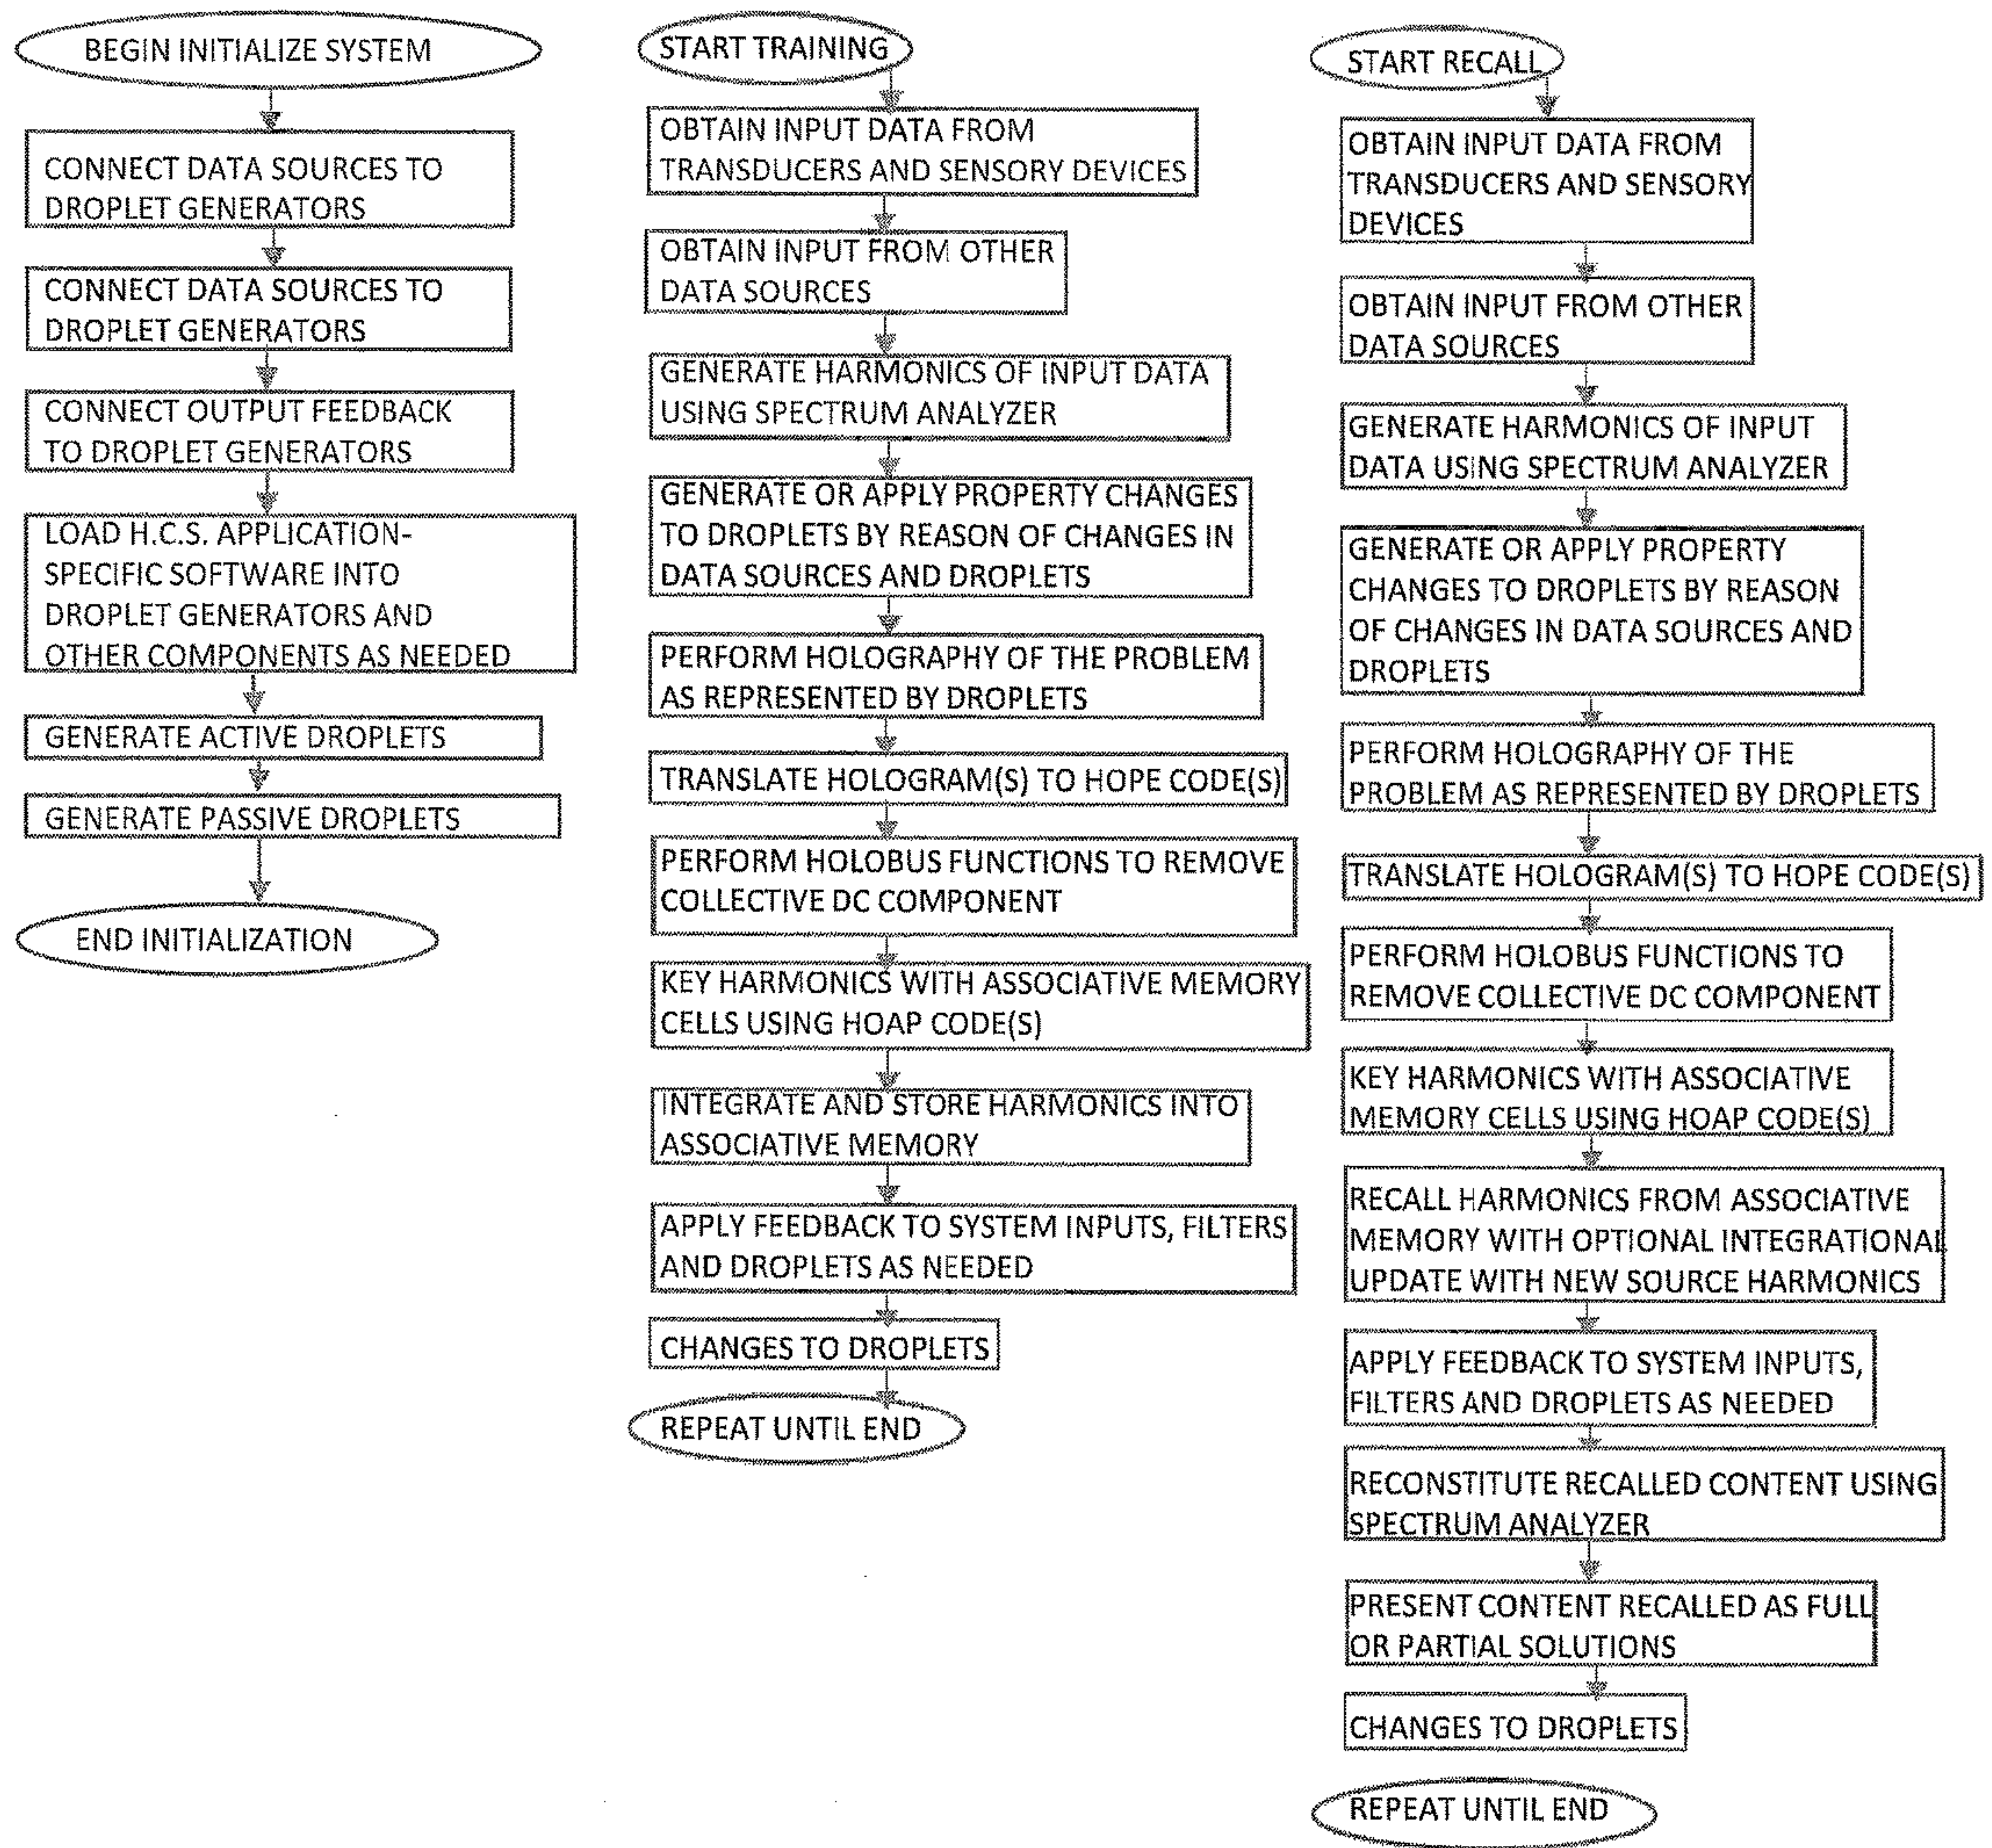 BEGIN INITIALIZE SYSTEM
CONNECT DATA SOURCES TO
DROPLET GENERATORS
CONNECT DATA SOURCES TO
DROPLET GENERATORS
CONNECT OUTPUT FEEDBACK
TO DROPLET GENERATORS
LOAD H.C.S. APPLICATION-
SPECIFIC SOFTWARE INTO
DROPLET GENERATORS AND
OTHER COMPONENTS AS NEEDED
GENERATE ACTIVE DROPLETS
GENERATE PASSIVE DROPLETS
END INITIALIZATION
START TRAINING
OBTAIN INPUT DATA FROM
TRANSDUCERS AND SENSORY DEVICES
OBTAIN INPUT FROM OTHER
DATA SOURCES
GENERATE HARMONICS OF INPUT DATA
USING SPECTRUM ANALYZER
GENERATE OR APPLY PROPERTY CHANGES
TO DROPLETS BY REASON OF CHANGES IN
DATA SOURCES AND DROPLETS
PERFORM HOLOGRAPHY OF THE PROBLEM
AS REPRESENTED BY DROPLETS
TRANSLATE HOLOGRAM(S) TO HOPE CODE(S)
PERFORM HOLOBUS FUNCTIONS TO REMOVE
COLLECTIVE DC COMPONENT
KEY HARMONICS WITH ASSOCIATIVE MEMORY
CELLS USING HOAP CODE(S)
INTEGRATE AND STORE HARMONICS INTO
ASSOCIATIVE MEMORY
APPLY FEEDBACK TO SYSTEM INPUTS, FILTERS
AND DROPLETS AS NEEDED
CHANGES TO DROPLETS
REPEAT UNTIL END
START RECALL
OBTAIN INPUT DATA FROM
TRANSDUCERS AND SENSORY
DEVICES
OBTAIN INPUT FROM OTHER
DATA SOURCES
GENERATE HARMONICS OF INPUT
DATA USING SPECTRUM ANALYZER
GENERATE OR APPLY PROPERTY
CHANGES TO DROPLETS BY REASON
OF CHANGES IN DATA SOURCES AND
DROPLETS
PERFORM HOLOGRAPHY OF THE
PROBLEM AS REPRESENTED BY DROPLETS
TRANSLATE HOLOGRAM(S) TO HOPE CODE(S)
PERFORM HOLOBUS FUNCTIONS TO
REMOVE COLLECTIVE DC COMPONENT
KEY HARMONICS WITH ASSOCIATIVE
MEMORY CELLS USING HOAP CODE(S)
RECALL HARMONICS FROM ASSOCIATIVE
MEMORY WITH OPTIONAL INTEGRATIONAL
UPDATE WITH NEW SOURCE HARMONICS
APPLY FEEDBACK TO SYSTEM INPUTS,
FILTERS AND DROPLETS AS NEEDED
RECONSTITUTE RECALLED CONTENT USING
SPECTRUM ANALYZER
PRESENT CONTENT RECALLED AS FULL
OR PARTIAL SOLUTIONS
CHANGES TO DROPLETS
REPEAT UNTIL END